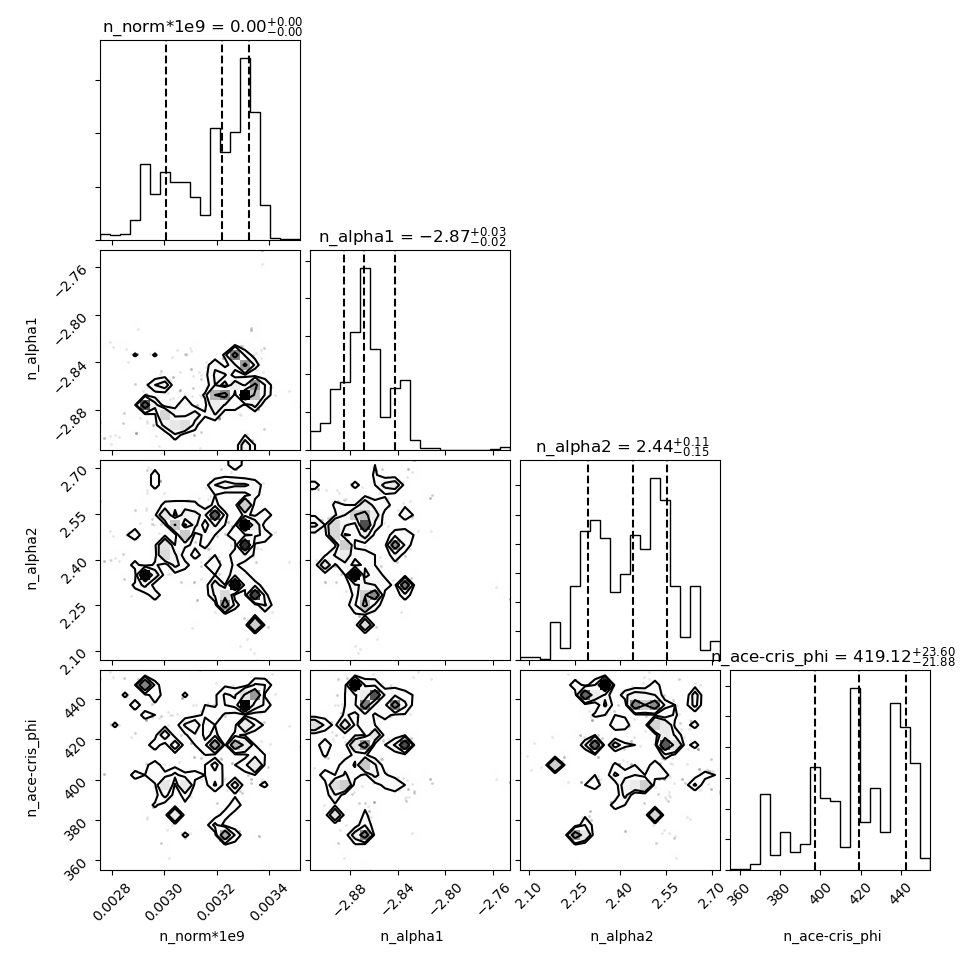 n_norm*1e9 = 0.00+0.00−0.00
n_alpha1 = −2.87+0.03−0.02
−2.76
−2.80
−2.84
−2.88
n_alpha1
n_alpha2 = 2.44+0.11−0.15
2.70
2.55
2.40
2.25
2.10
n_alpha2
n_ace-cris_phi = 419.12+23.60−21.88
440
420
400
380
360
n_ace-cris_phi
0.0028 0.0030 0.0032 0.0034 −2.88 −2.84 −2.80 −2.76 2.10 2.25 2.40 2.55 2.70 360 380 400 420 440
n_norm*1e9 n_alpha1 n_alpha2 n_ace-cris_phi